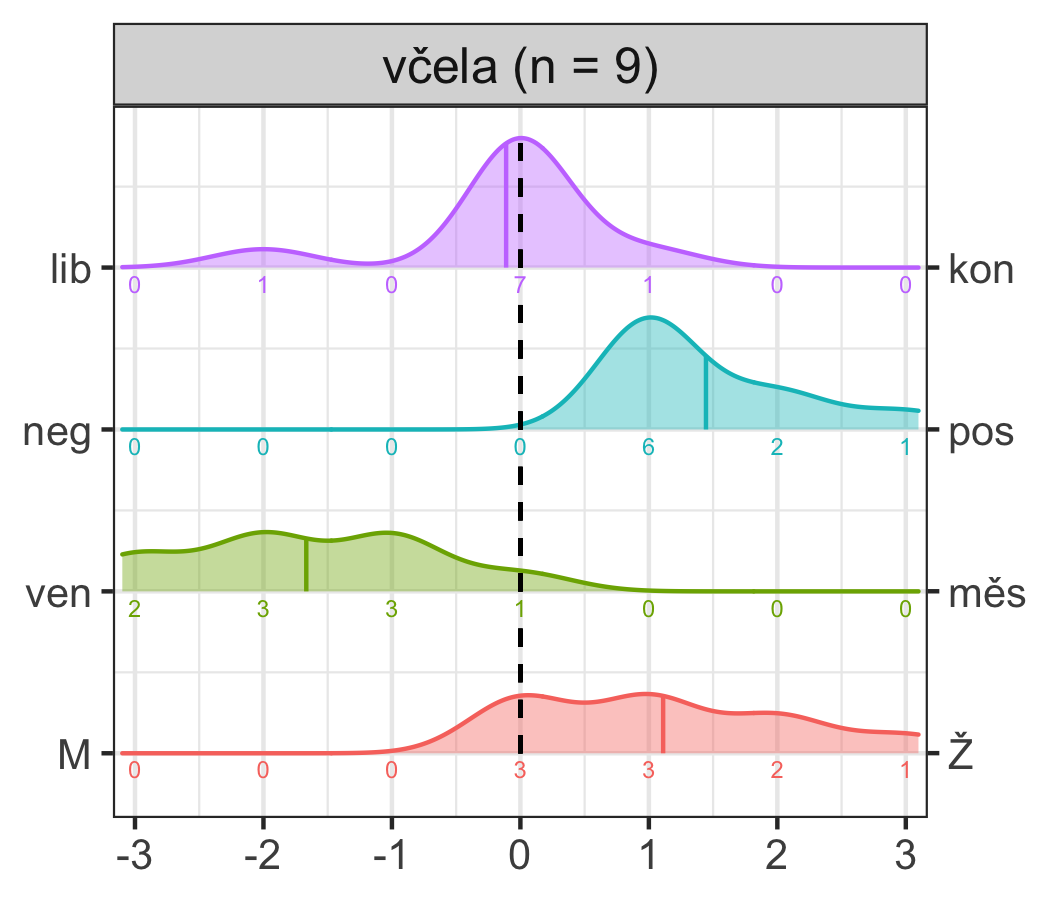 včela (n = 9)
lib kon
0 1 0 7 1 0 0
neg pos
0 0 0 0 6 2 1
ven měs
2 3 3 1 0 0 0
M Ž
0 0 0 3 3 2 1
-3 -2 -1 0 1 2 3